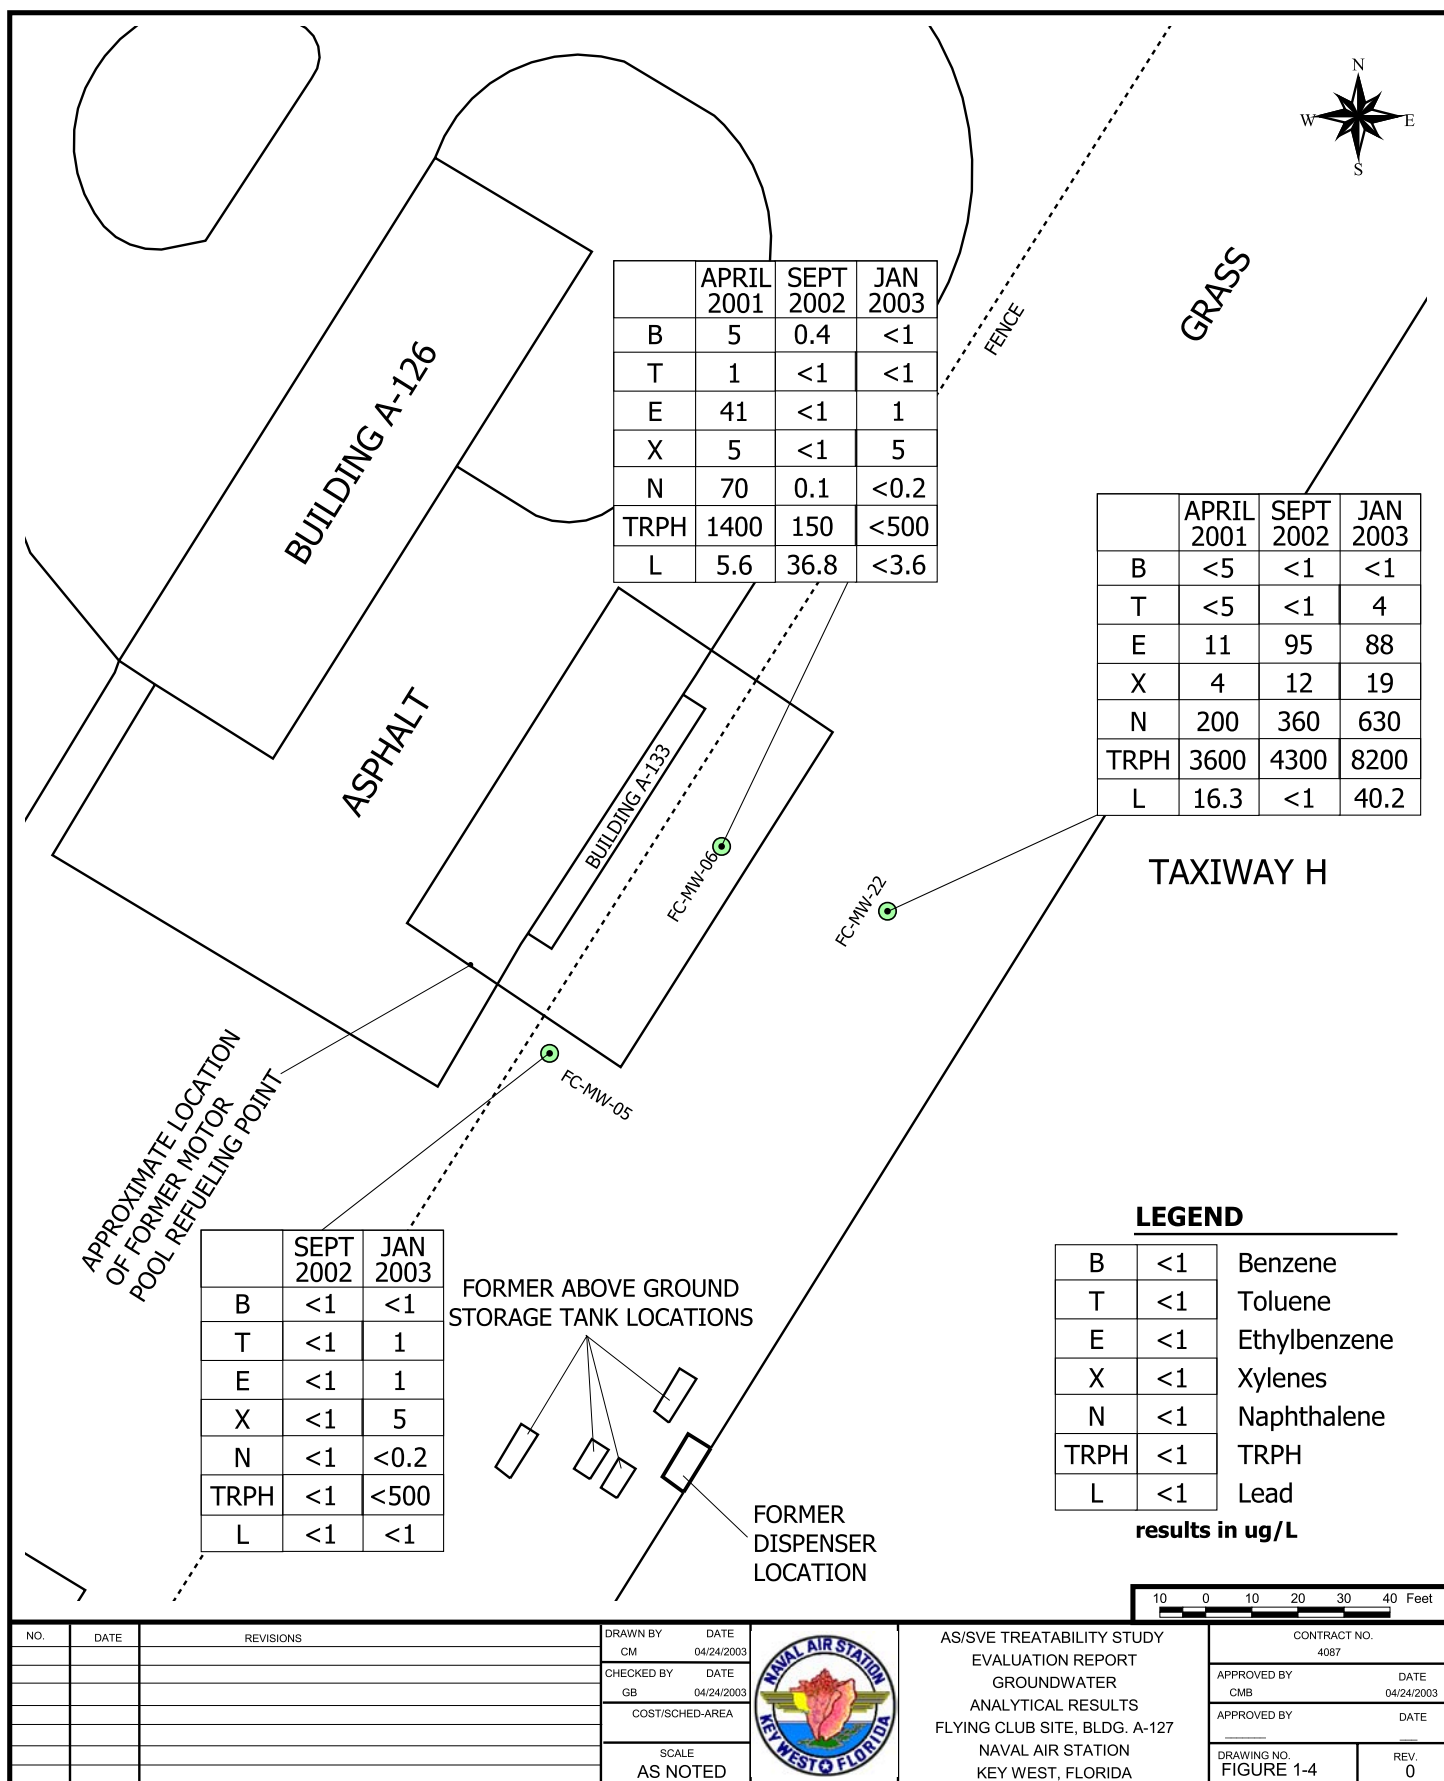 N
W E
S
GRASS
FENCE
BUILDING A-126
APRIL 2001 SEPT 2002 JAN 2003
B 5 0.4 <1
T 1 <1 <1
E 41 <1 1
X 5 <1 5
N 70 0.1 <0.2
TRPH 1400 150 <500
L 5.6 36.8 <3.6
APRIL 2001 SEPT 2002 JAN 2003
B <5 <1 <1
T <5 <1 4
E 11 95 88
X 4 12 19
N 200 360 630
TRPH 3600 4300 8200
L 16.3 <1 40.2
ASPHALT
BUILDING A-133
FC-MW-06
FC-MW-22
TAXIWAY H
FC-MW-05
APPROXIMATE LOCATION
OF FORMER MOTOR
POOL REFUELING POINT
SEPT 2002 JAN 2003
B <1 <1
T <1 1
E <1 1
X <1 5
N <1 <0.2
TRPH <1 <500
L <1 <1
FORMER ABOVE GROUND
STORAGE TANK LOCATIONS
FORMER
DISPENSER
LOCATION
LEGEND
B <1 Benzene
T <1 Toluene
E <1 Ethylbenzene
X <1 Xylenes
N <1 Naphthalene
TRPH <1 TRPH
L <1 Lead
results in ug/L
10 0 10 20 30 40 Feet
NO. DATE REVISIONS
DRAWN BY DATE
CM 04/24/2003
CHECKED BY DATE
GB 04/24/2003
COST/SCHED-AREA
SCALE
AS NOTED
NAVAL AIR STATION
KEY WEST FLORIDA
AS/SVE TREATABILITY STUDY
EVALUATION REPORT
GROUNDWATER
ANALYTICAL RESULTS
FLYING CLUB SITE, BLDG. A-127
NAVAL AIR STATION
KEY WEST, FLORIDA
CONTRACT NO.
4087
APPROVED BY DATE
CMB 04/24/2003
APPROVED BY DATE
DRAWING NO.
FIGURE 1-4
REV.
0